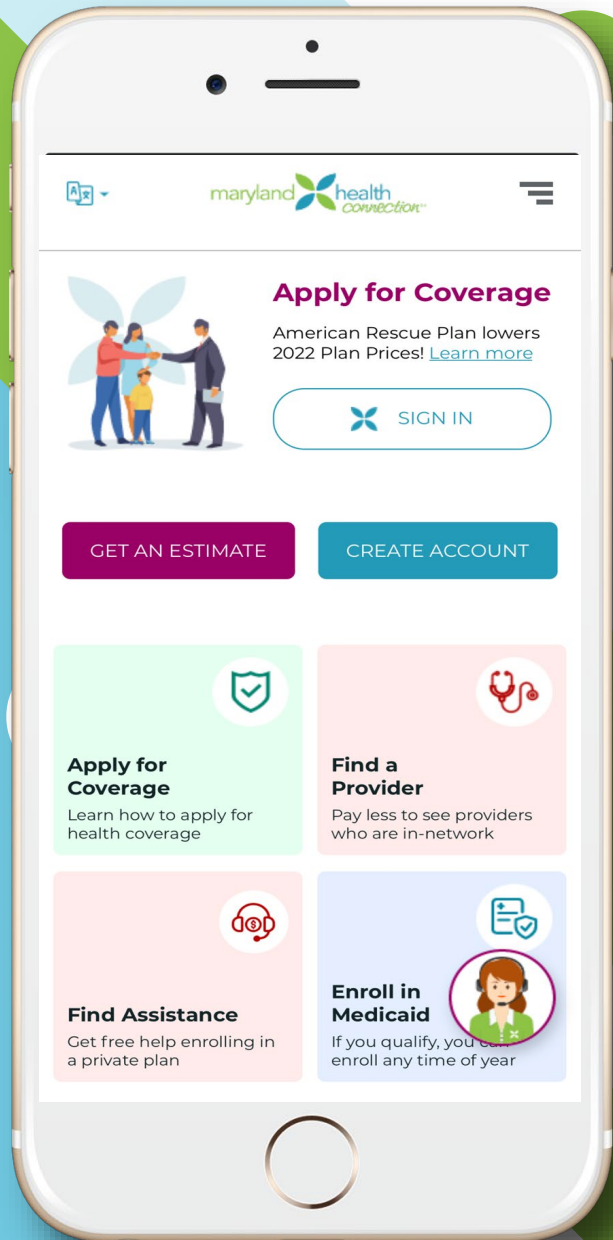 maryland health
connection
Apply for Coverage
American Rescue Plan lowers
2022 Plan Prices! Learn more
SIGN IN
GET AN ESTIMATE
CREATE ACCOUNT
Apply for
Coverage
Learn how to apply for
health coverage
Find a
Provider
Pay less to see providers
who are in-network
Find Assistance
Get free help enrolling in
a private plan
Enroll in
Medicaid
If you qualify, you can
enroll any time of year